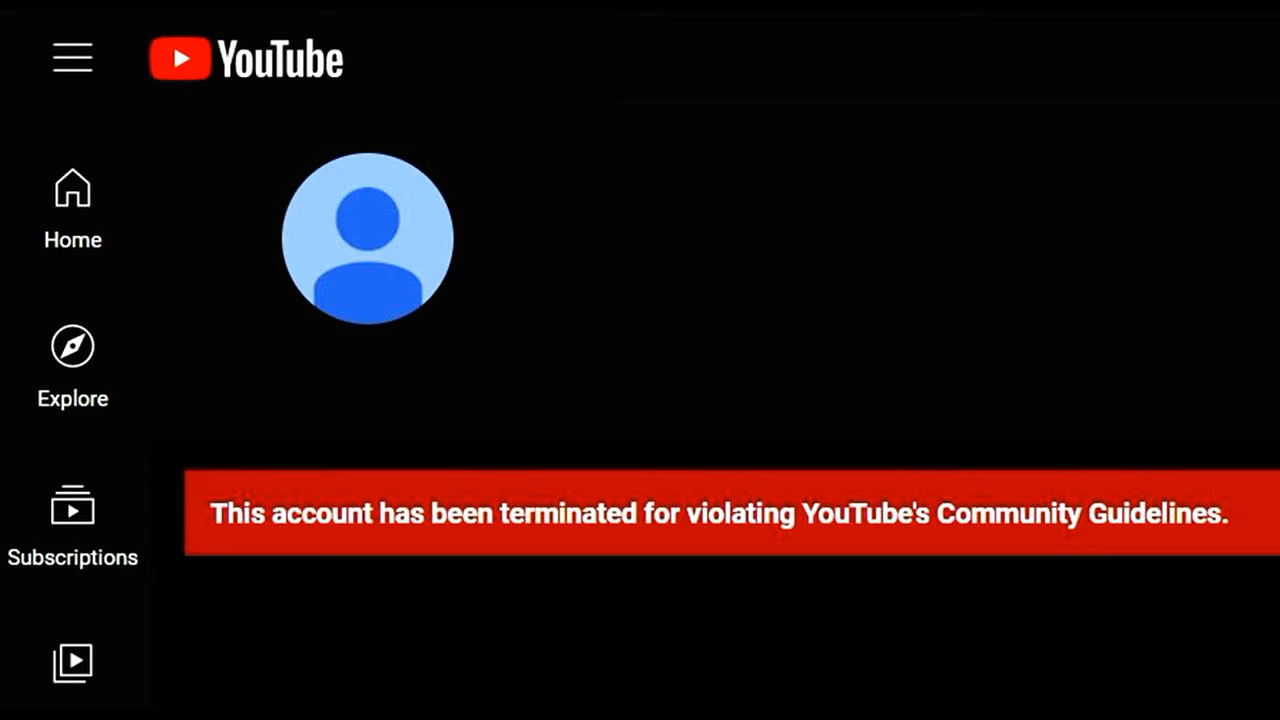 YouTube
Home
Explore
Subscriptions
This account has been terminated for violating YouTube's Community Guidelines.